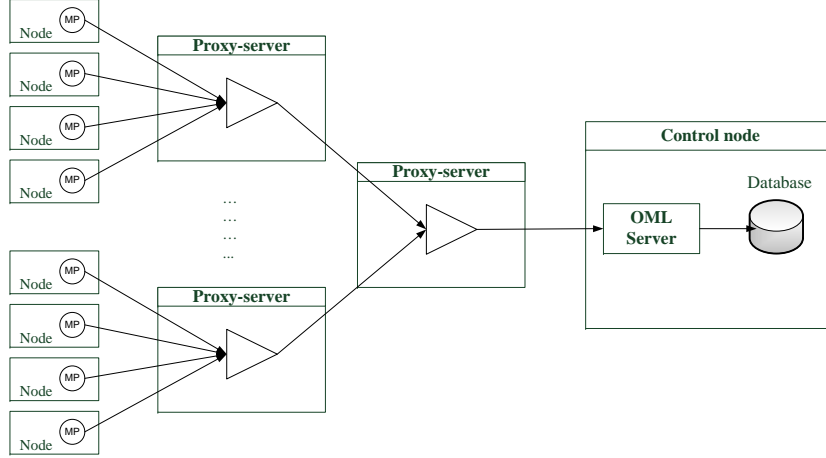 MP
Node
Proxy-server
MP
Node
MP
Node
MP
Node
Control node
Proxy-server
Database
OML
Server
...
...
...
...
MP
Node
Proxy-server
MP
Node
MP
Node
MP
Node